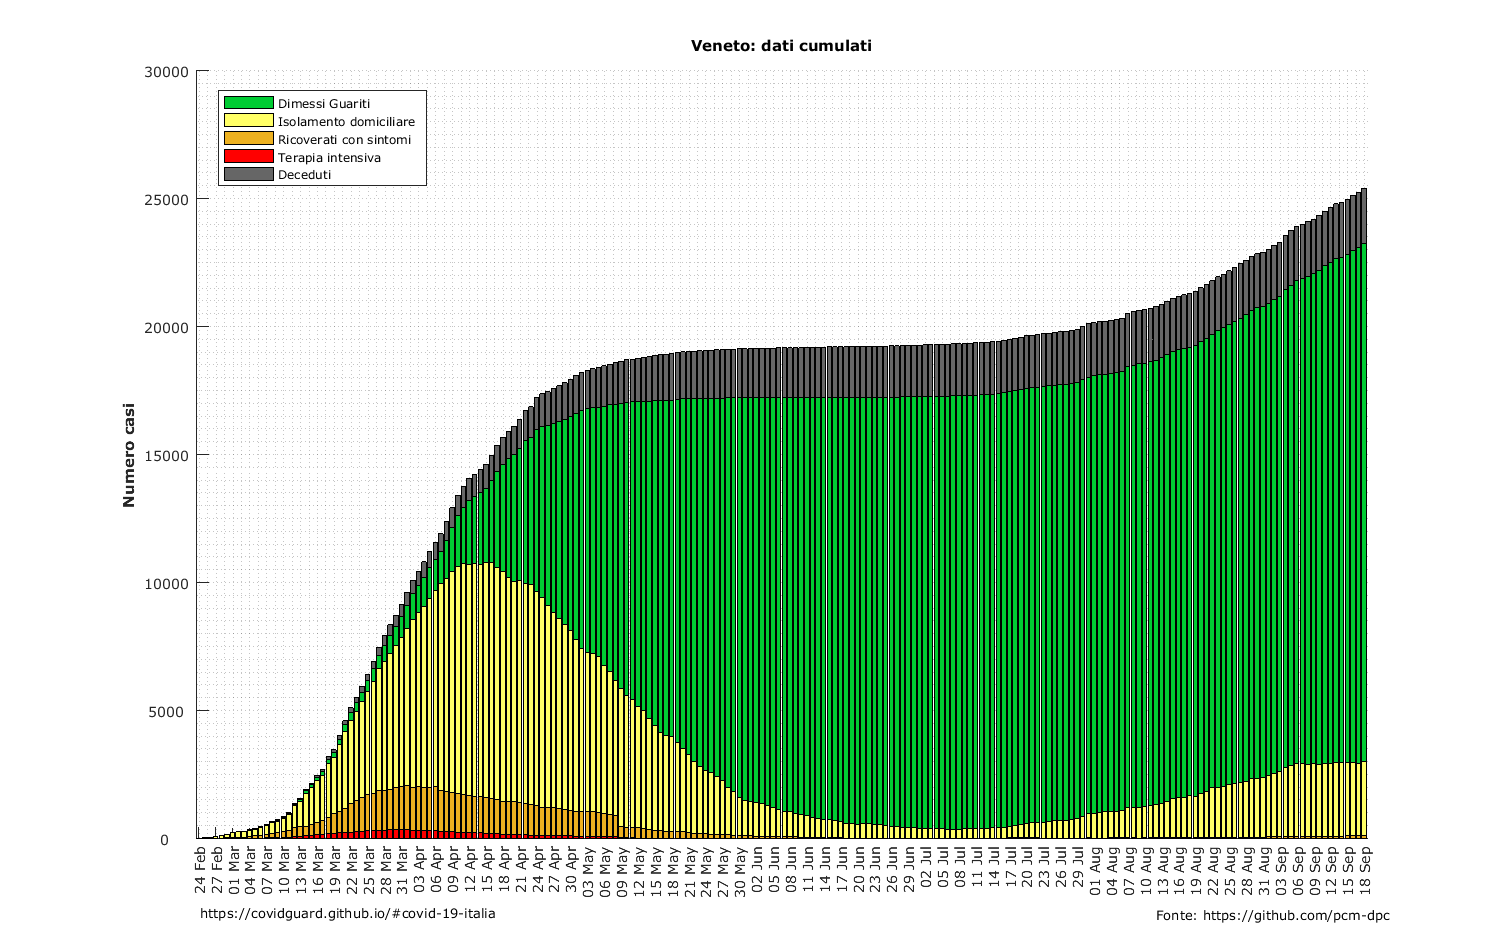 Veneto: dati cumulati
30000
25000
20000
15000
10000
5000
0
Numero casi
Dimessi Guariti
Isolamento domiciliare
Ricoverati con sintomi
Terapia intensiva
Deceduti
24 Feb
27 Feb
01 Mar
04 Mar
07 Mar
10 Mar
13 Mar
16 Mar
19 Mar
22 Mar
25 Mar
28 Mar
31 Mar
03 Apr
06 Apr
09 Apr
12 Apr
15 Apr
18 Apr
21 Apr
24 Apr
27 Apr
30 Apr
03 May
06 May
09 May
12 May
15 May
18 May
21 May
24 May
27 May
30 May
02 Jun
05 Jun
08 Jun
11 Jun
14 Jun
17 Jun
20 Jun
23 Jun
26 Jun
29 Jun
02 Jul
05 Jul
08 Jul
11 Jul
14 Jul
17 Jul
20 Jul
23 Jul
26 Jul
29 Jul
01 Aug
04 Aug
07 Aug
10 Aug
13 Aug
16 Aug
19 Aug
22 Aug
25 Aug
28 Aug
31 Aug
03 Sep
06 Sep
09 Sep
12 Sep
15 Sep
18 Sep
https://covidguard.github.io/#covid-19-italia
Fonte: https://github.com/pcm-dpc